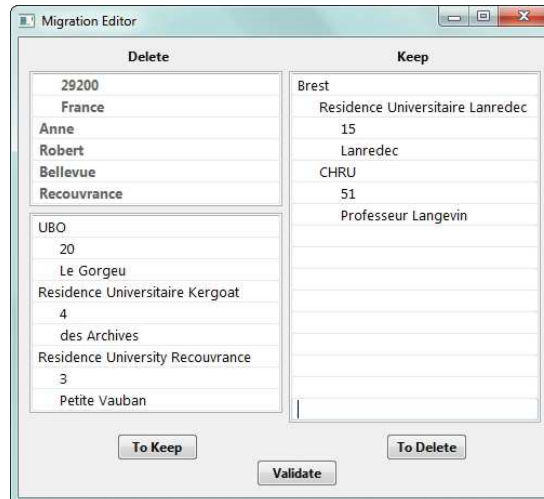 Migration Editor
Delete
29200
France
Anne
Robert
Bellevue
Recouvrance
UBO
20
Le Gorgeu
Residence Universitaire Kergoat
4
des Archives
Residence University Recouvrance
3
Petite Vauban
To Keep
Keep
Brest
Residence Universitaire Lanredec
15
Lanredec
CHRU
51
Professeur Langevin
To Delete
Validate